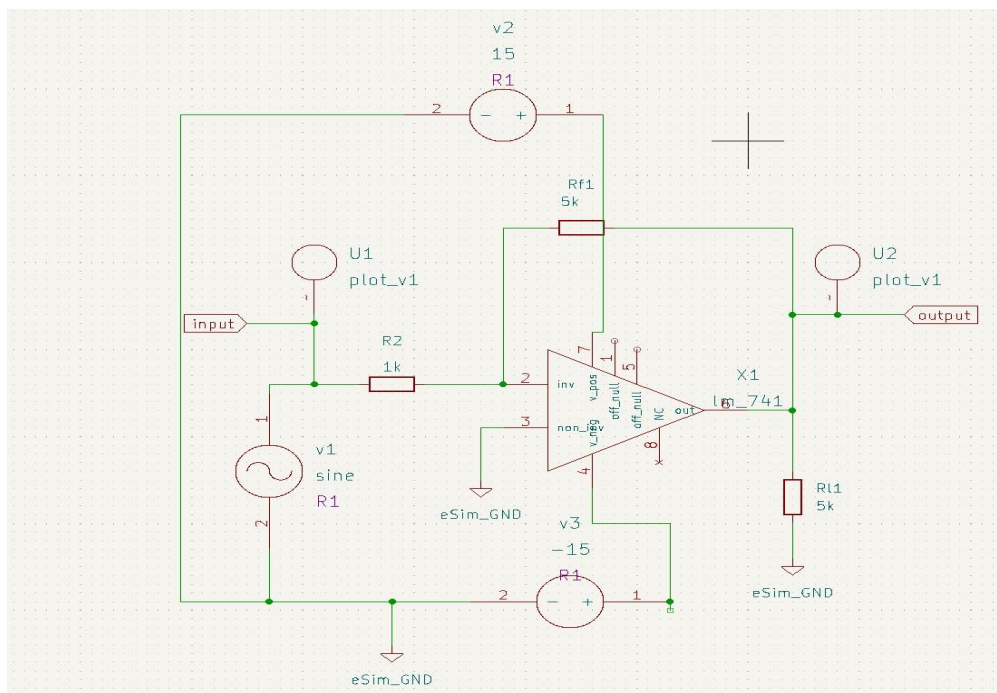 v2
15
R1
2
- +
1
Rf1
5k
U1
plot_v1
~
U2
plot_v1
~
input
output
R2
1k
7
1
5
X1
lm_741
2
inv
v_pos
off_null
off_null
NC
out
6
3
non_inv
v_neg
8
4
1
v1
sine
R1
2
eSim_GND
Rl1
5k
v3
-15
R1
2
- +
1
eSim_GND
eSim_GND